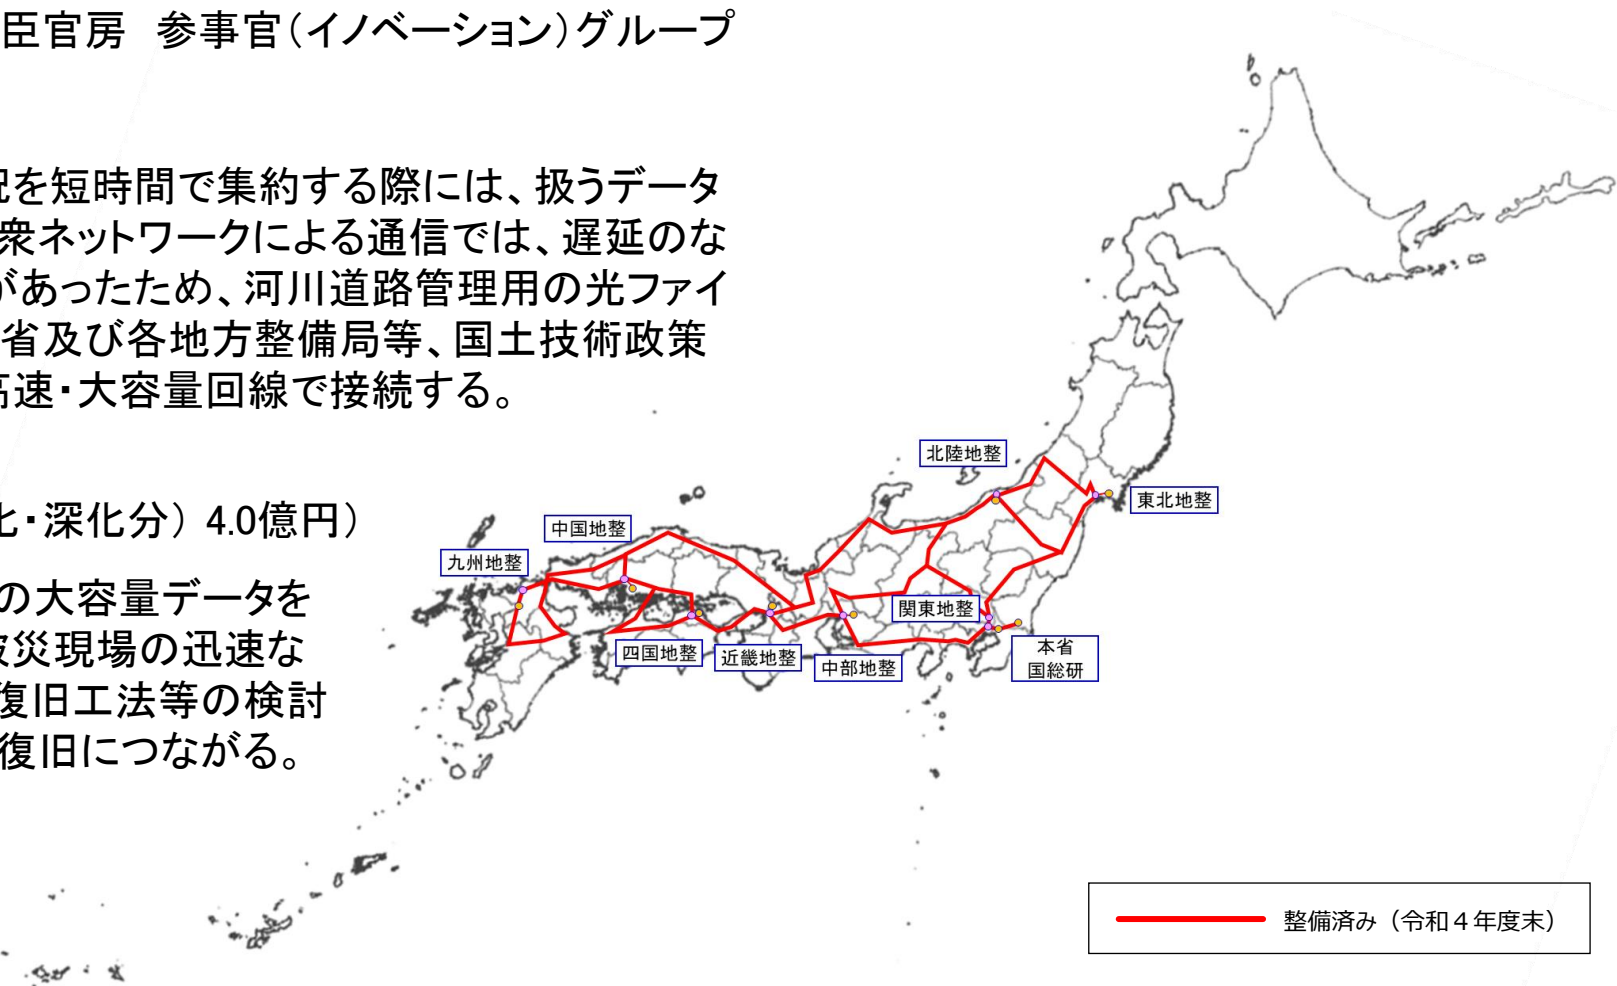 臣官房　参事官（イノベーション）グループ
況を短時間で集約する際には、扱うデータ
衆ネットワークによる通信では、遅延のな
があったため、河川道路管理用の光ファイ
省及び各地方整備局等、国土技術政策
高速・大容量回線で接続する。
化・深化分） 4.0億円）
の大容量データを
被災現場の迅速な
復旧工法等の検討
復旧につながる。
北陸地整
東北地整
中国地整
九州地整
関東地整
四国地整
近畿地整
中部地整
本省
国総研
整備済み（令和４年度末）